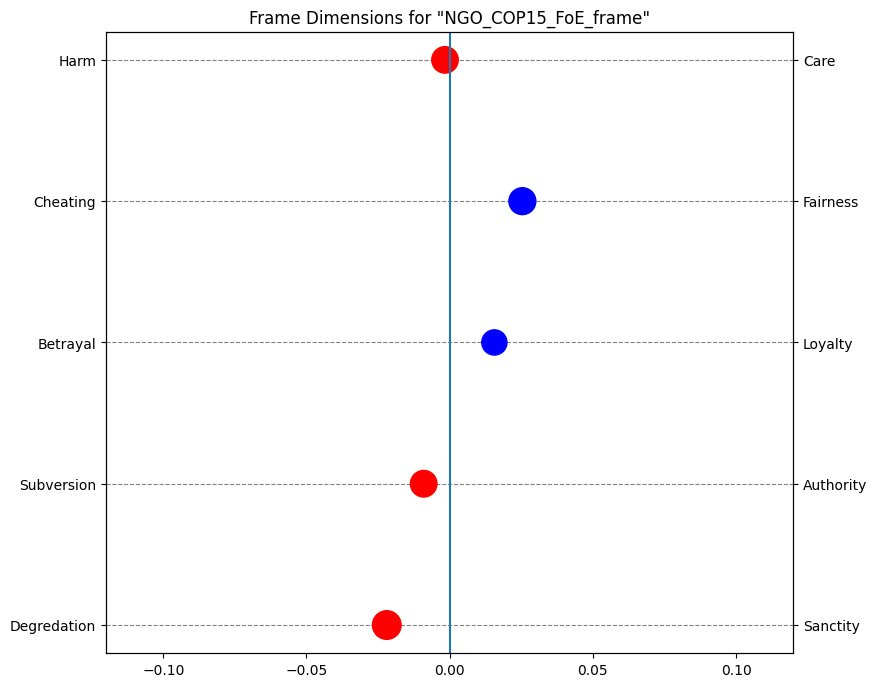 Frame Dimensions for "NGO_COP15_FoE_frame"
Harm
Care
Cheating
Fairness
Betrayal
Loyalty
Subversion
Authority
Degredation
Sanctity
−0.10
−0.05
0.00
0.05
0.10